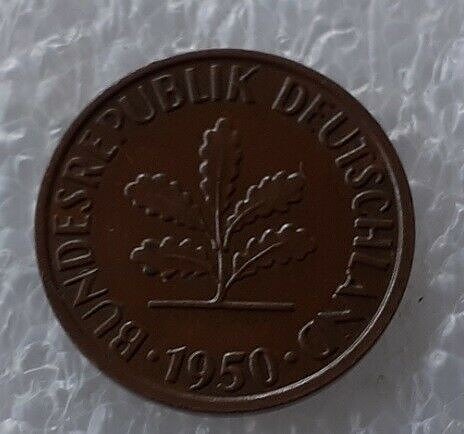 BUNDESREPUBLIK DEUTSCHLAND
· 1950 ·